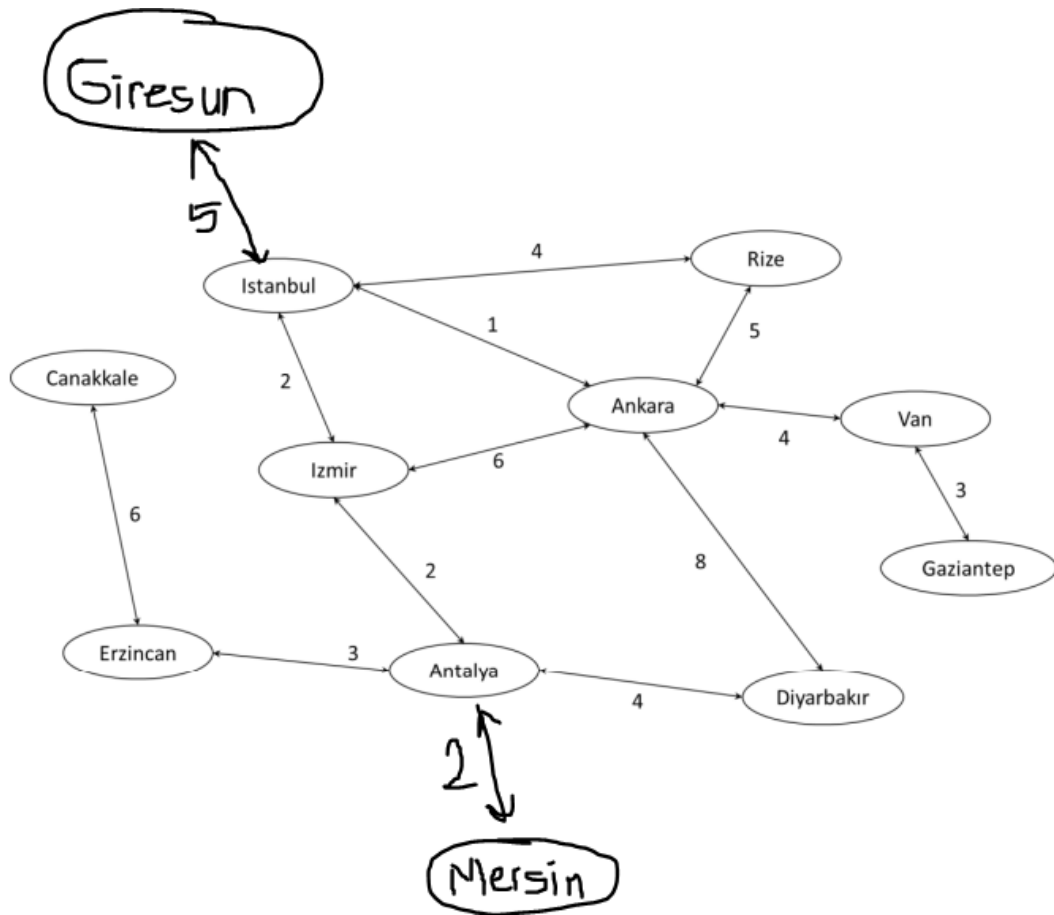 Giresun
5
4
Rize
Istanbul
1
5
Canakkale
2
Ankara
Van
4
Izmir
6
3
6
8
Gaziantep
2
Erzincan
3
Antalya
4
Diyarbakır
2
Mersin